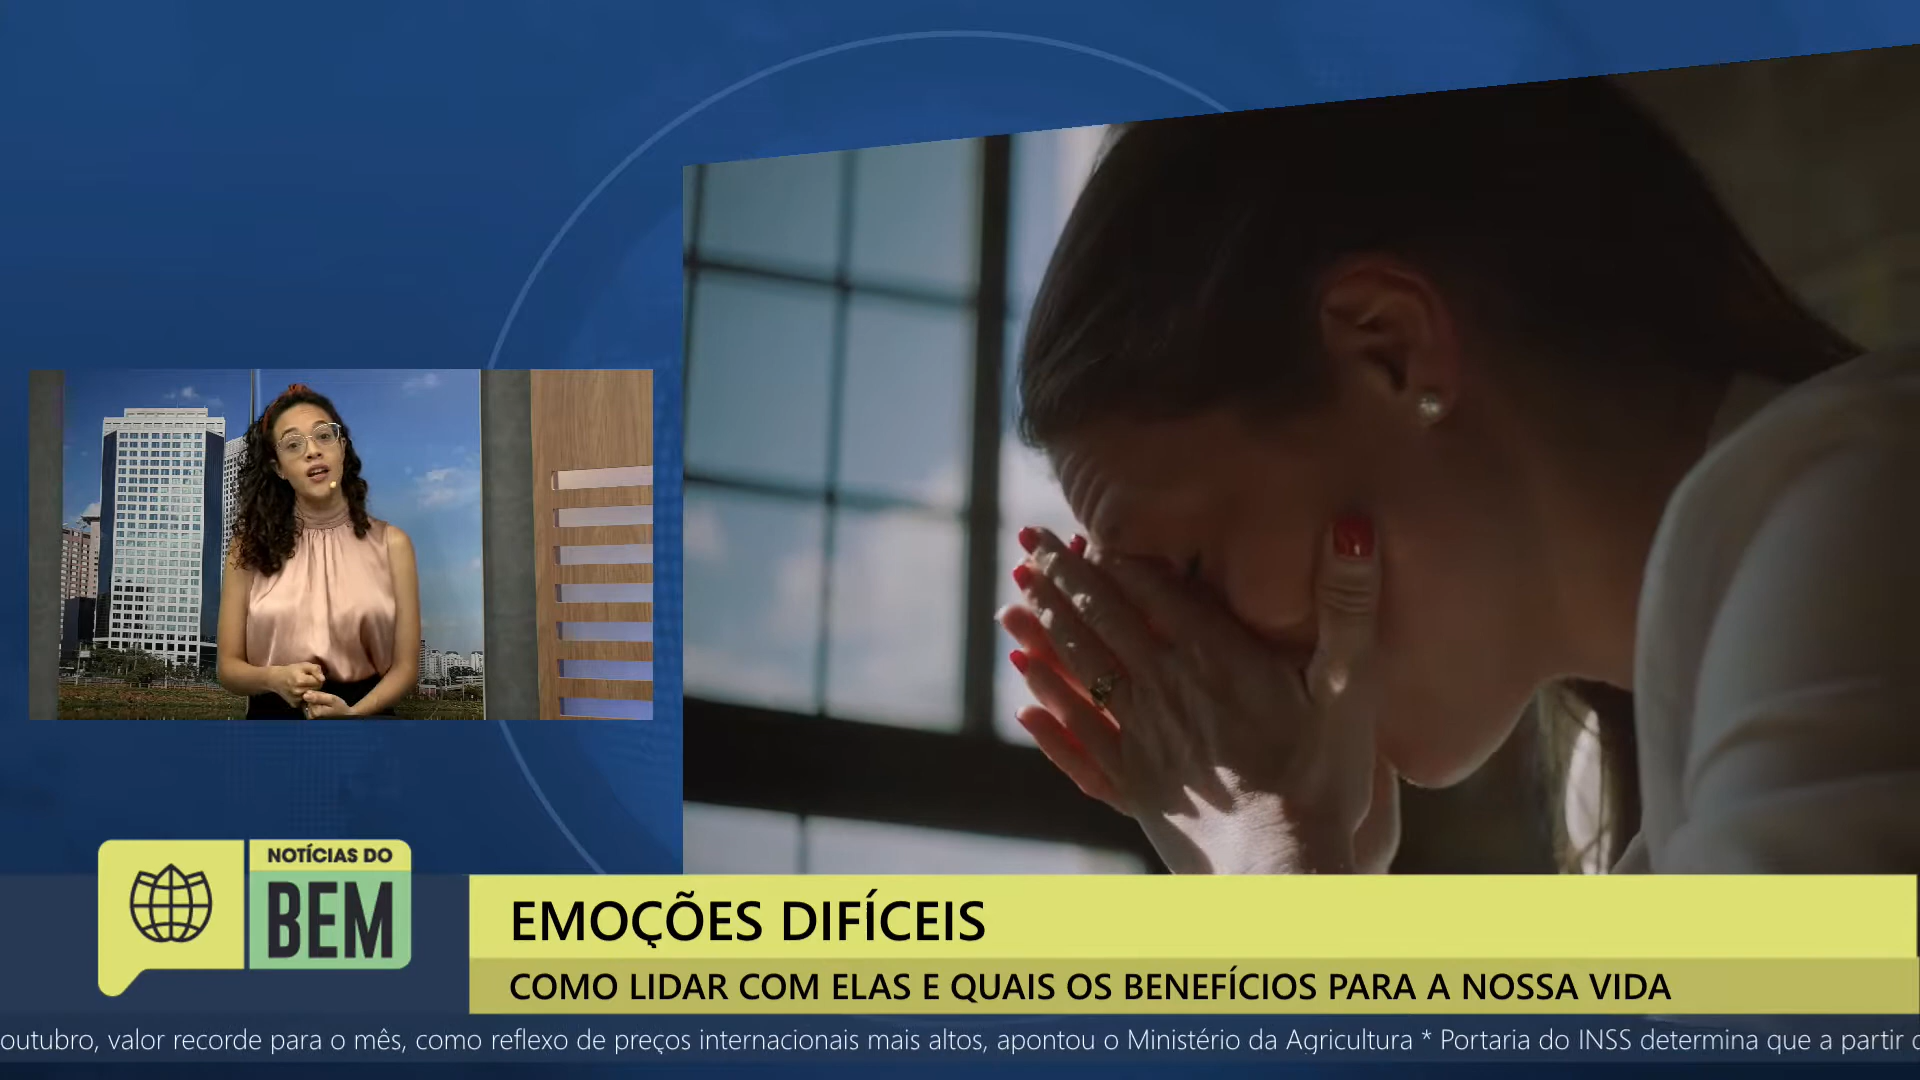 NOTÍCIAS DO
BEM
EMOÇÕES DIFÍCEIS
COMO LIDAR COM ELAS E QUAIS OS BENEFÍCIOS PARA A NOSSA VIDA
outubro, valor recorde para o mês, como reflexo de preços internacionais mais altos, apontou o Ministério da Agricultura * Portaria do INSS determina que a partir